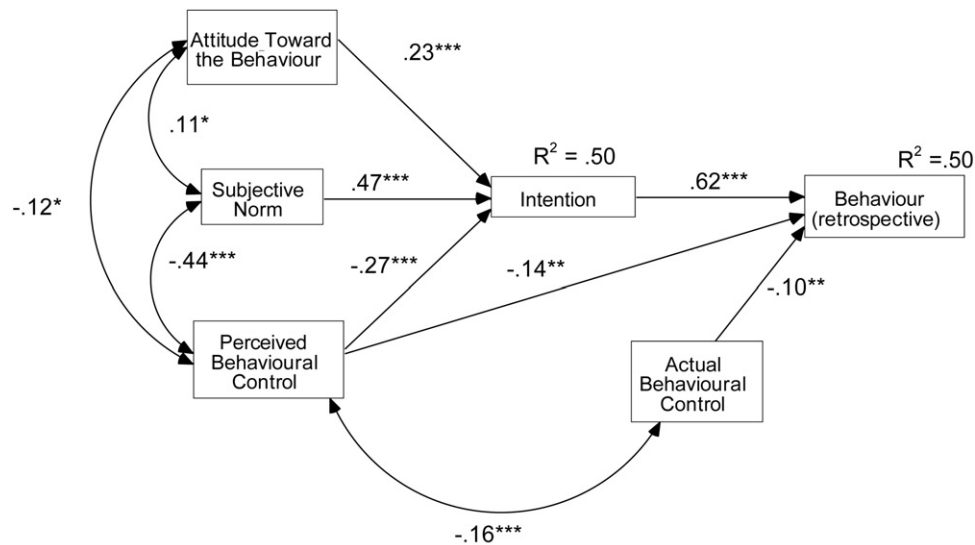 Attitude Toward
the Behaviour
.23***
.11*
R² = .50
R² =.50
Subjective
Norm
.47***
Intention
.62***
Behaviour
(retrospective)
-.12*
-.44***
-.27***
-.14**
-.10**
Perceived
Behavioural
Control
Actual
Behavioural
Control
-.16***